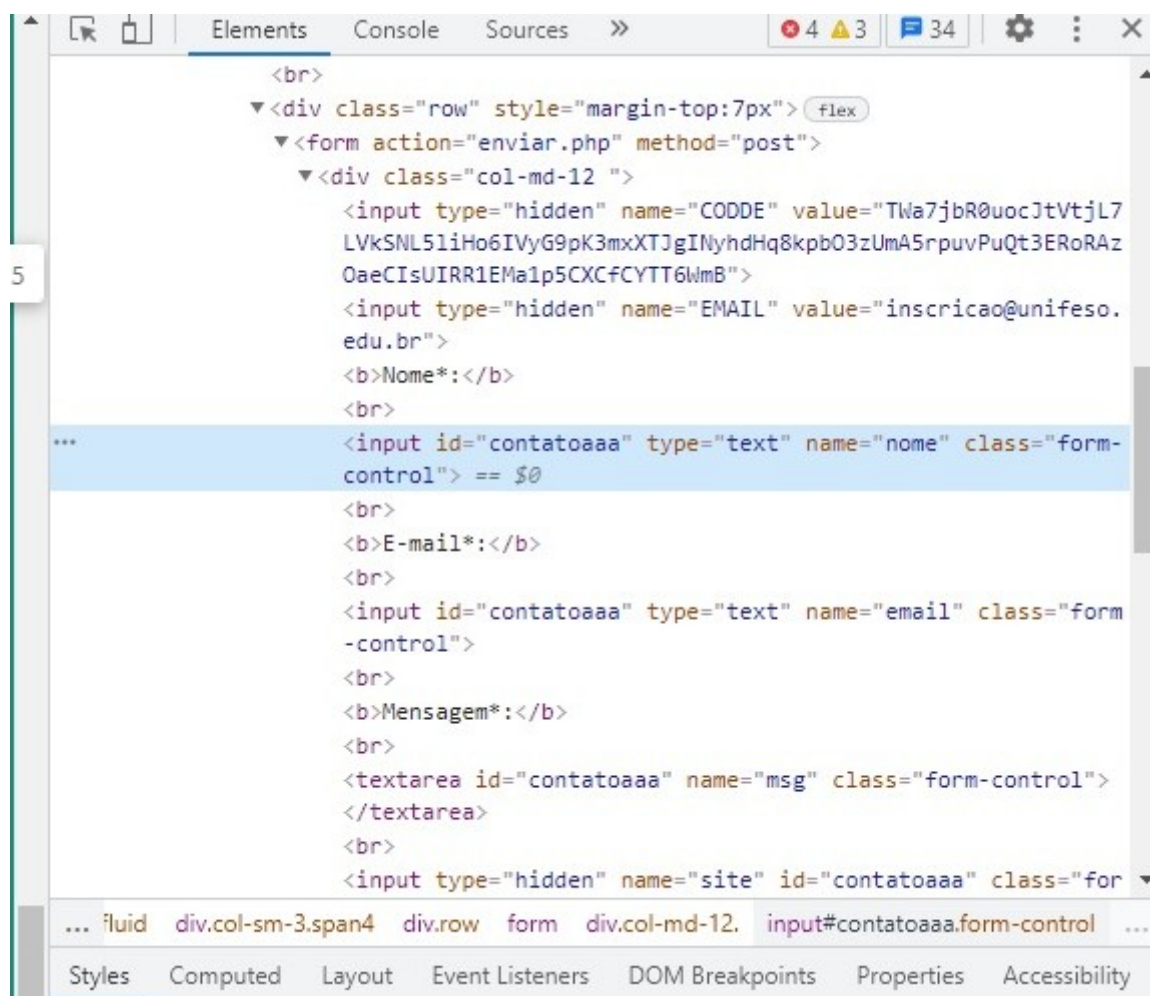 Elements Console Sources » 4 3 34
<br>
▼<div class="row" style="margin-top:7px"> flex
▼<form action="enviar.php" method="post">
▼<div class="col-md-12 ">
<input type="hidden" name="CODDE" value="TWa7jbR0uocJtVtjL7
LVkSNL5liHo6IVyG9pK3mxXTJgINyhdHq8kpbO3zUmA5rpuvPuQt3ERoRAz
OaeCIsUIRR1EMa1p5CXCfCYTT6WmB">
<input type="hidden" name="EMAIL" value="inscricao@unifeso.
edu.br">
5
<b>Nome*:</b>
<br>
... <input id="contatoaaa" type="text" name="nome" class="form-
control"> == $0
<br>
<b>E-mail*:</b>
<br>
<input id="contatoaaa" type="text" name="email" class="form
-control">
<br>
<b>Mensagem*:</b>
<br>
<textarea id="contatoaaa" name="msg" class="form-control">
</textarea>
<br>
<input type="hidden" name="site" id="contatoaaa" class="for
... fluid div.col-sm-3.span4 div.row form div.col-md-12. input#contatoaaa.form-control ...
Styles Computed Layout Event Listeners DOM Breakpoints Properties Accessibility